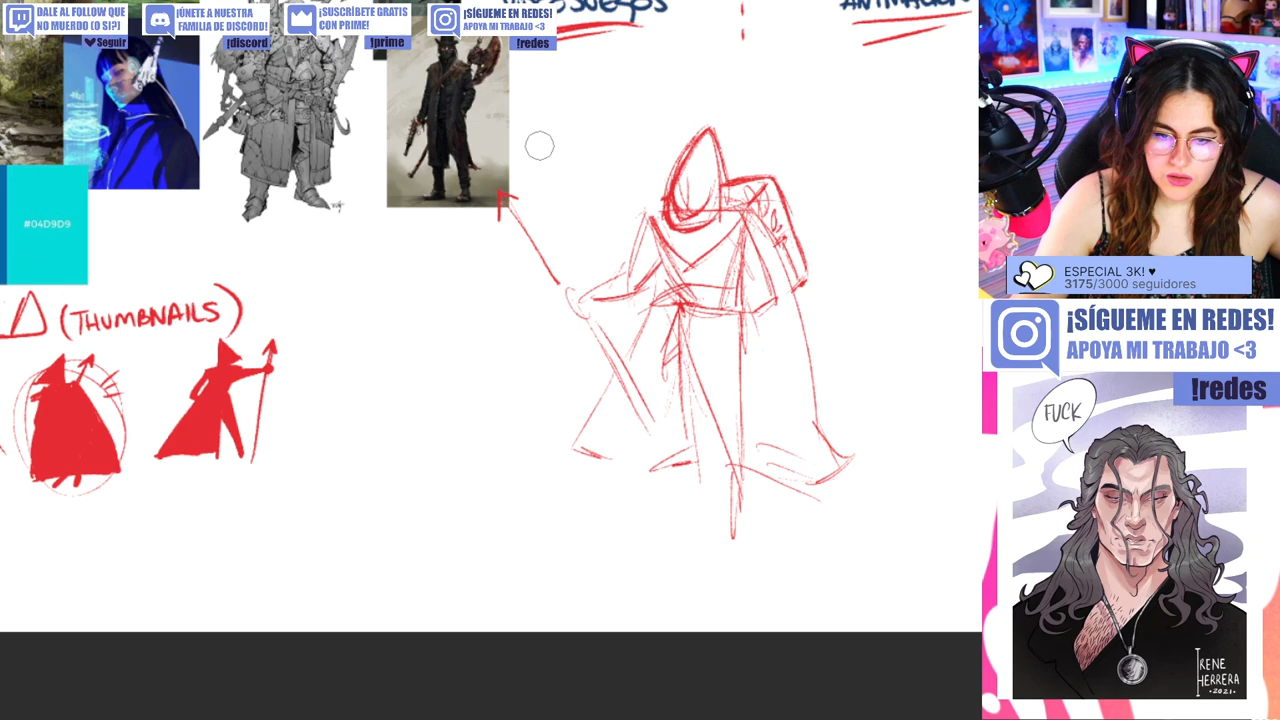 DALE AL FOLLOW QUE
NO MUERDO (O SI?)
Seguir
¡ÚNETE A NUESTRA
FAMILIA DE DISCORD!
!discord
¡SUSCRÍBETE GRATIS
CON PRIME!
!prime
¡SÍGUEME EN REDES!
APOYA MI TRABAJO <3
!redes
#04D9D9
(THUMBNAILS)
ESPECIAL 3K! ♥
3175/3000 seguidores
¡SÍGUEME EN REDES!
APOYA MI TRABAJO <3
!redes
FUCK
IRENE
HERRERA
·2021·